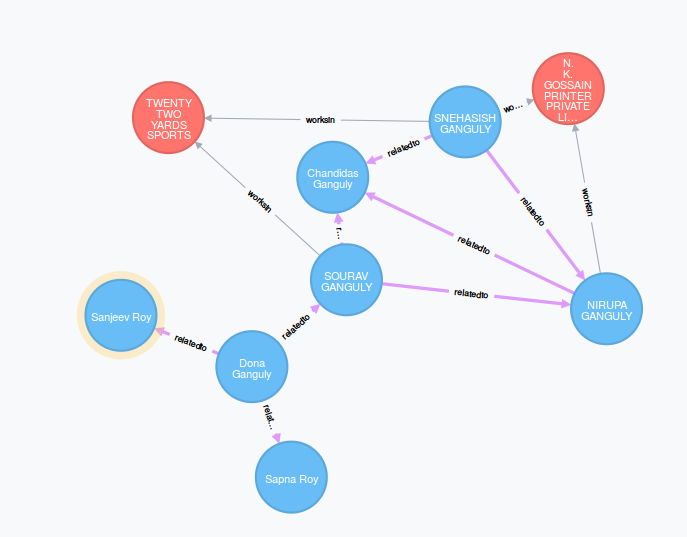 N.
K.
GOSSAIN
PRINTER
PRIVATE
LI...
TWENTY
TWO
YARDS
SPORTS
wo...
worksin
SNEHASISH
GANGULY
relatedto
Chandidas
Ganguly
worksin
relatedto
worksin
r...
relatedto
SOURAV
GANGULY
relatedto
NIRUPA
GANGULY
Sanjeev Roy
relatedto
relatedto
Dona
Ganguly
relat...
Sapna Roy